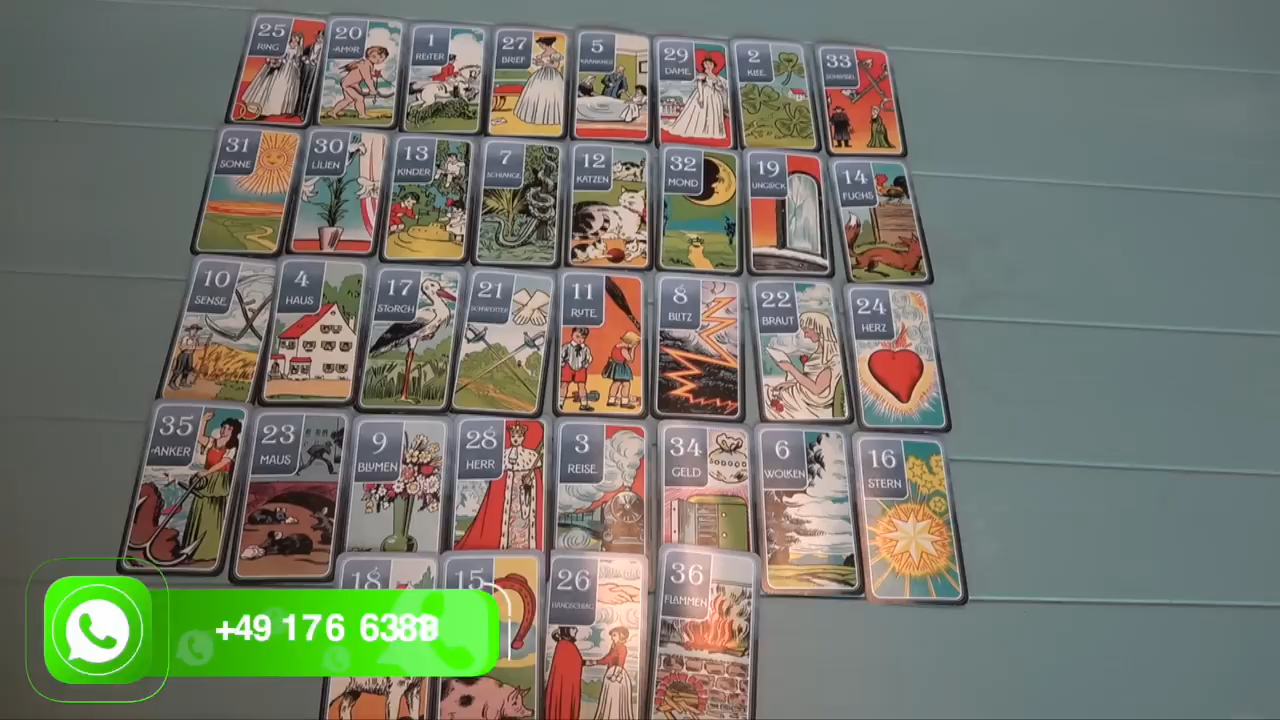 25 RING
20 AMOR
1 REITER
27 BRIEF
5 KRANKHEIT
29 DAME
2 KLEE
33
31 SONNE
30 LILIEN
13 KINDER
7 SCHLANGE
12 KATZEN
32 MOND
19 UNGLÜCK
14 FUCHS
10 SENSE
4 HAUS
17 STORCH
21 SCHWERTER
11 RUTE
8 BLITZ
22 BRAUT
24 HERZ
35 ANKER
23 MAUS
9 BLUMEN
28 HERR
3 REISE
34 GELD
6 WOLKEN
16 STERN
18
15
26 HANDSCHLAG
36 FLAMMEN
+49 176 638